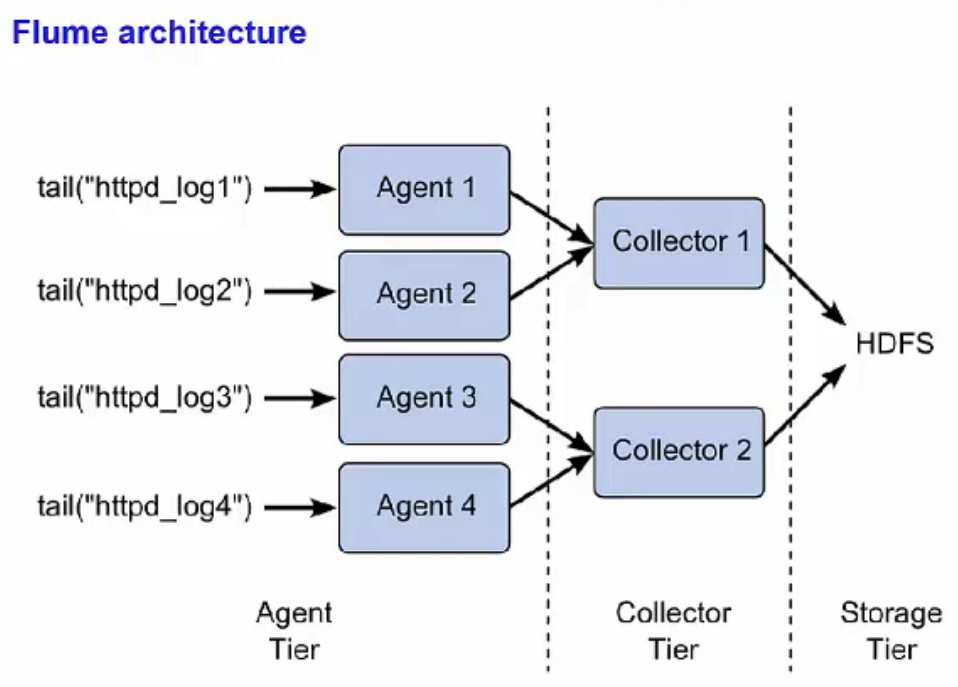 Flume architecture
tail("httpd_log1")
Agent 1
tail("httpd_log2")
Agent 2
tail("httpd_log3")
Agent 3
tail("httpd_log4")
Agent 4
Collector 1
Collector 2
HDFS
Agent
Tier
Collector
Tier
Storage
Tier